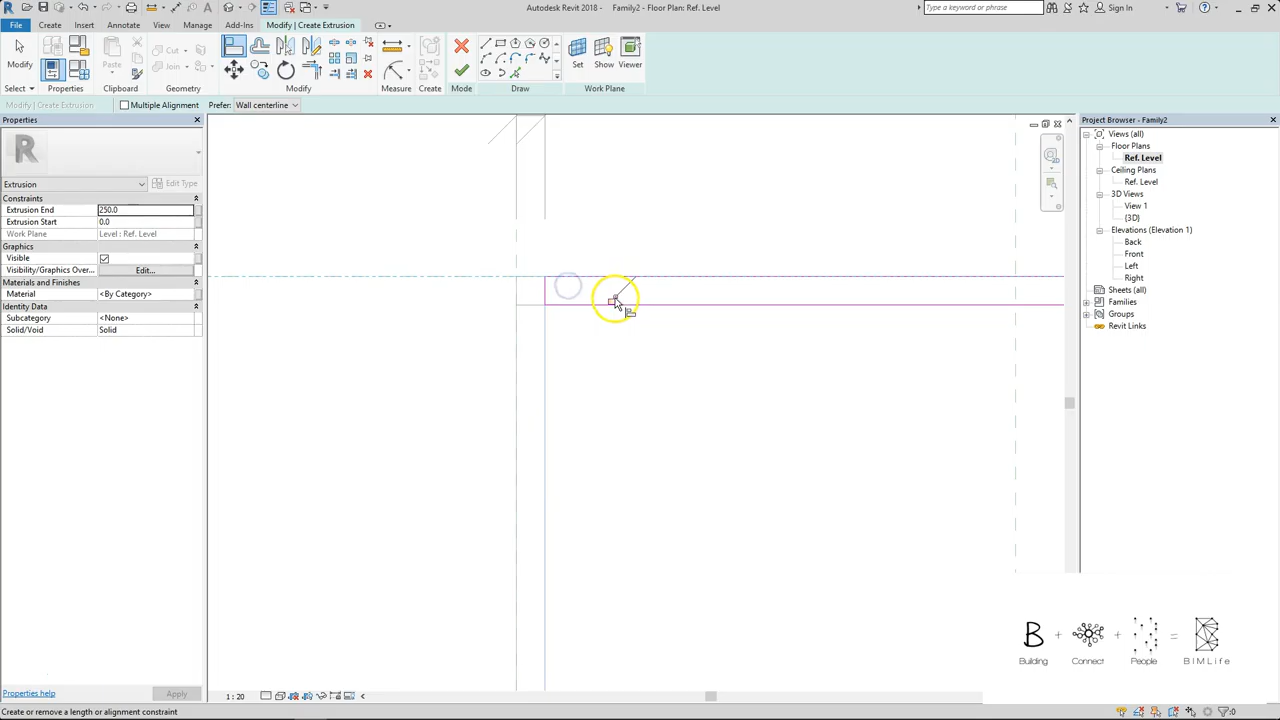 Autodesk Revit 2018 - Family2 - Floor Plan: Ref. Level
Type a keyword or phrase
Sign In
File
Create
Insert
Annotate
View
Manage
Add-Ins
Modify | Create Extrusion
Modify
Paste
Cut
Join
Create
Set
Show
Viewer
Select
Properties
Clipboard
Geometry
Modify
Measure
Create
Mode
Draw
Work Plane
Modify | Create Extrusion
Multiple Alignment
Prefer:
Wall centerline
Properties
Extrusion
Edit Type
Constraints
Extrusion End
250.0
Extrusion Start
0.0
Work Plane
Level : Ref. Level
Graphics
Visible
Visibility/Graphics Over...
Edit...
Materials and Finishes
Material
<By Category>
Identity Data
Subcategory
<None>
Solid/Void
Solid
Properties help
Apply
Project Browser - Family2
Views (all)
Floor Plans
Ref. Level
Ceiling Plans
Ref. Level
3D Views
View 1
{3D}
Elevations (Elevation 1)
Back
Front
Left
Right
Sheets (all)
Families
Groups
Revit Links
B + + =
Building
Connect
People
BIMLife
1 : 20
Create or remove a length or alignment constraint
:0